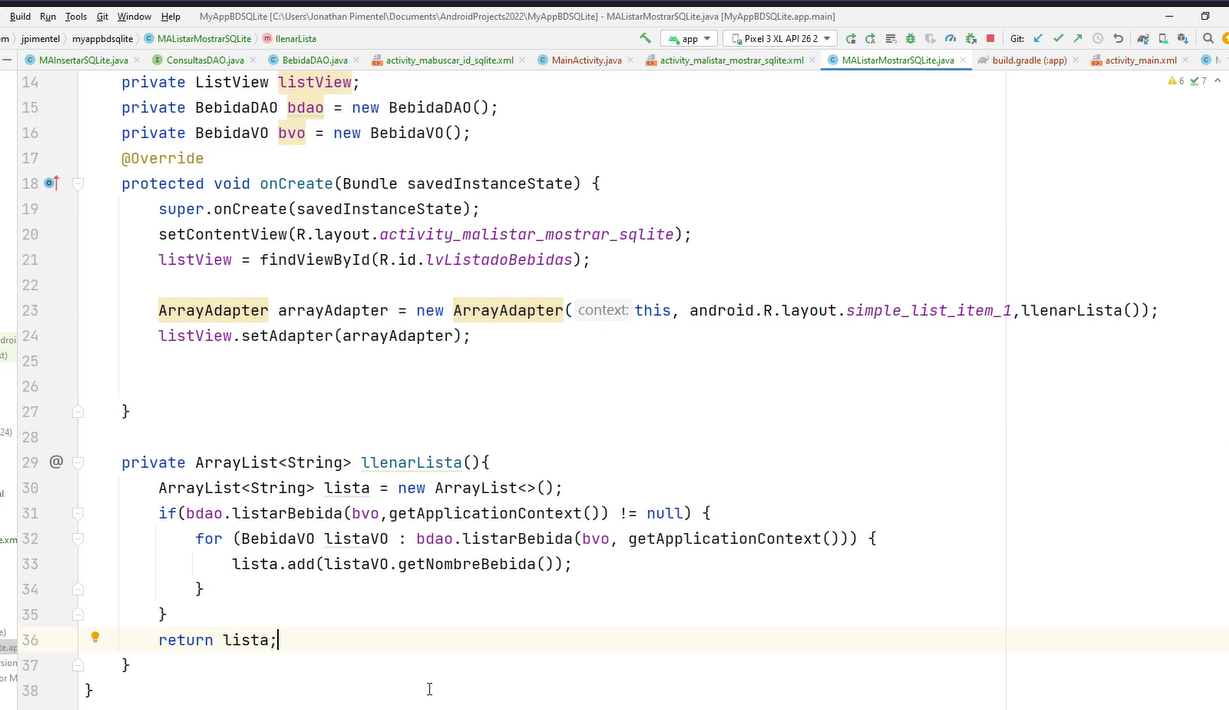 Build Run Tools Git Window Help MyAppBDSQLite [C:\Users\Jonathan Pimentel\Documents\AndroidProjects2022\MyAppBDSQLite] - MAListarMostrarSQLite.java [MyAppBDSQLite.app.main]
om jpimentel myappbdsqlite MAListarMostrarSQLite llenarLista app Pixel 3 XL API 26 2 Git:
MAInsertarSQLite.java ConsultasDAO.java BebidaDAO.java activity_mabuscar_id_sqlite.xml MainActivity.java activity_malistar_mostrar_sqlite.xml MAListarMostrarSQLite.java build.gradle (:app) activity_main.xml
14 private ListView listView; 6 7
15 private BebidaDAO bdao = new BebidaDAO();
16 private BebidaVO bvo = new BebidaVO();
17 @Override
18 protected void onCreate(Bundle savedInstanceState) {
19 super.onCreate(savedInstanceState);
20 setContentView(R.layout.activity_malistar_mostrar_sqlite);
21 listView = findViewById(R.id.lvListadoBebidas);
22
23 ArrayAdapter arrayAdapter = new ArrayAdapter( context: this, android.R.layout.simple_list_item_1,llenarLista());
24 listView.setAdapter(arrayAdapter);
25
26
27 }
28
29 @ private ArrayList<String> llenarLista(){
30 ArrayList<String> lista = new ArrayList<>();
31 if(bdao.listarBebida(bvo,getApplicationContext()) != null) {
32 for (BebidaVO listaVO : bdao.listarBebida(bvo, getApplicationContext())) {
33 lista.add(listaVO.getNombreBebida());
34 }
35 }
36 return lista;
37 }
38 }